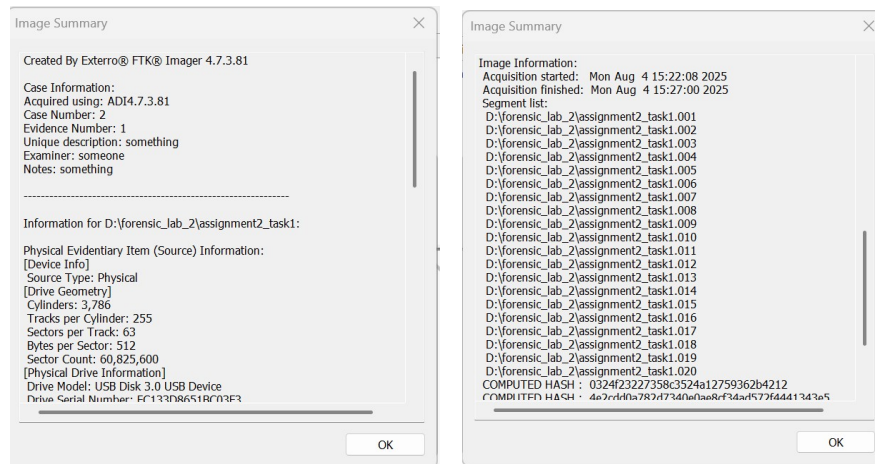 Image Summary
Created By Exterro® FTK® Imager 4.7.3.81
Case Information:
Acquired using: ADI4.7.3.81
Case Number: 2
Evidence Number: 1
Unique description: something
Examiner: someone
Notes: something
--------------------------------------------------------------
Information for D:\forensic_lab_2\assignment2_task1:
Physical Evidentiary Item (Source) Information:
[Device Info]
Source Type: Physical
[Drive Geometry]
Cylinders: 3,786
Tracks per Cylinder: 255
Sectors per Track: 63
Bytes per Sector: 512
Sector Count: 60,825,600
[Physical Drive Information]
Drive Model: USB Disk 3.0 USB Device
Drive Serial Number: FC133D8651BC03F3
OK
Image Summary
Image Information:
Acquisition started: Mon Aug 4 15:22:08 2025
Acquisition finished: Mon Aug 4 15:27:00 2025
Segment list:
D:\forensic_lab_2\assignment2_task1.001
D:\forensic_lab_2\assignment2_task1.002
D:\forensic_lab_2\assignment2_task1.003
D:\forensic_lab_2\assignment2_task1.004
D:\forensic_lab_2\assignment2_task1.005
D:\forensic_lab_2\assignment2_task1.006
D:\forensic_lab_2\assignment2_task1.007
D:\forensic_lab_2\assignment2_task1.008
D:\forensic_lab_2\assignment2_task1.009
D:\forensic_lab_2\assignment2_task1.010
D:\forensic_lab_2\assignment2_task1.011
D:\forensic_lab_2\assignment2_task1.012
D:\forensic_lab_2\assignment2_task1.013
D:\forensic_lab_2\assignment2_task1.014
D:\forensic_lab_2\assignment2_task1.015
D:\forensic_lab_2\assignment2_task1.016
D:\forensic_lab_2\assignment2_task1.017
D:\forensic_lab_2\assignment2_task1.018
D:\forensic_lab_2\assignment2_task1.019
D:\forensic_lab_2\assignment2_task1.020
COMPUTED HASH : 0324f23227358c3524a12759362b4212
COMPUTED HASH : 4e2cdd0a782d7340e0ae8cf34ad572f4441343e5
OK